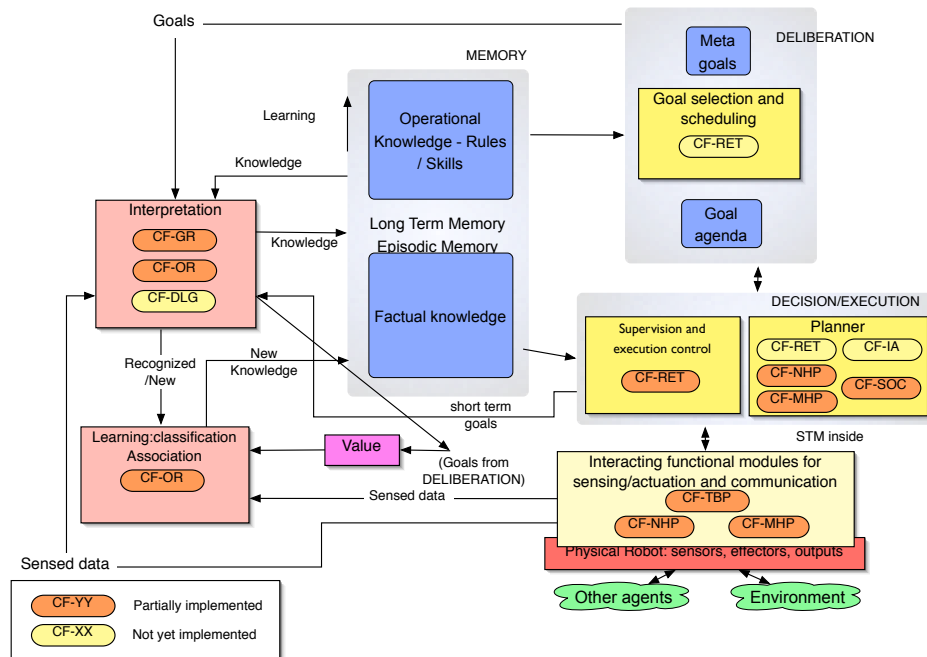 Goals
DELIBERATION
Meta
goals
MEMORY
Goal selection and
scheduling
CF-RET
Learning
Operational
Knowledge - Rules
/ Skills
Knowledge
Interpretation
CF-GR
CF-OR
CF-DLG
Knowledge
Long Term Memory
Episodic Memory
Goal
agenda
Factual knowledge
DECISION/EXECUTION
Supervision and
execution control
CF-RET
Planner
CF-RET
CF-IA
CF-NHP
CF-SOC
CF-MHP
Recognized
/New
New
Knowledge
short term
goals
Learning:classification
Association
CF-OR
Value
(Goals from
DELIBERATION)
STM inside
Interacting functional modules for
sensing/actuation and communication
CF-TBP
CF-NHP
CF-MHP
Sensed data
Physical Robot: sensors, effectors, outputs
Sensed data
Other agents
Environment
CF-YY
Partially implemented
CF-XX
Not yet implemented